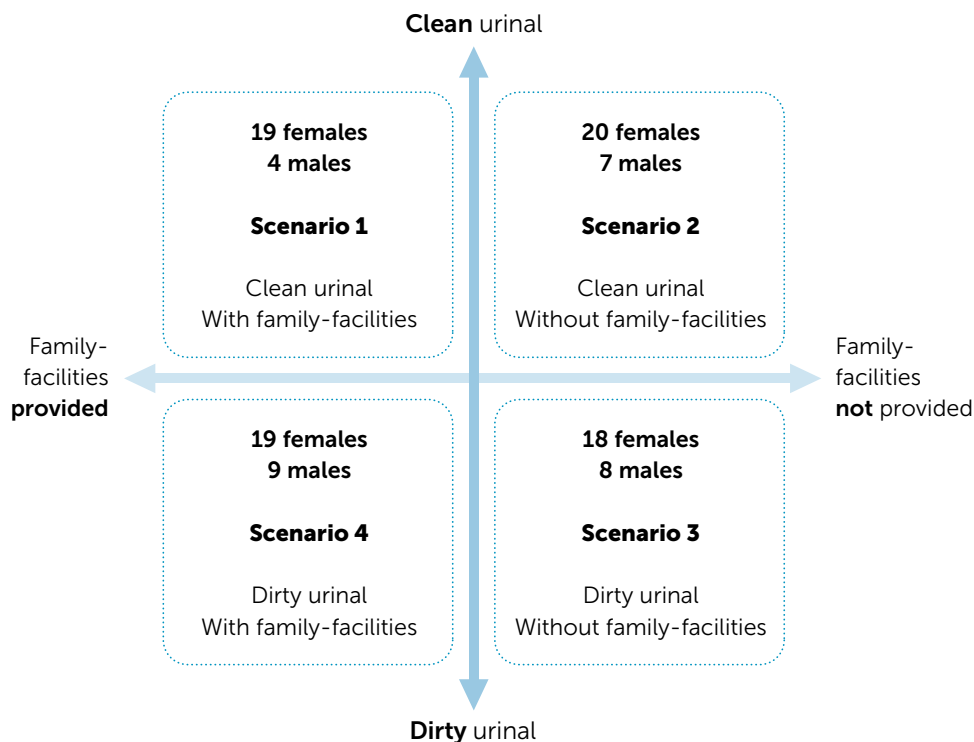 Clean urinal
19 females
4 males
Scenario 1
Clean urinal
With family-facilities
20 females
7 males
Scenario 2
Clean urinal
Without family-facilities
Family-
facilities
provided
Family-
facilities
not provided
19 females
9 males
Scenario 4
Dirty urinal
With family-facilities
18 females
8 males
Scenario 3
Dirty urinal
Without family-facilities
Dirty urinal